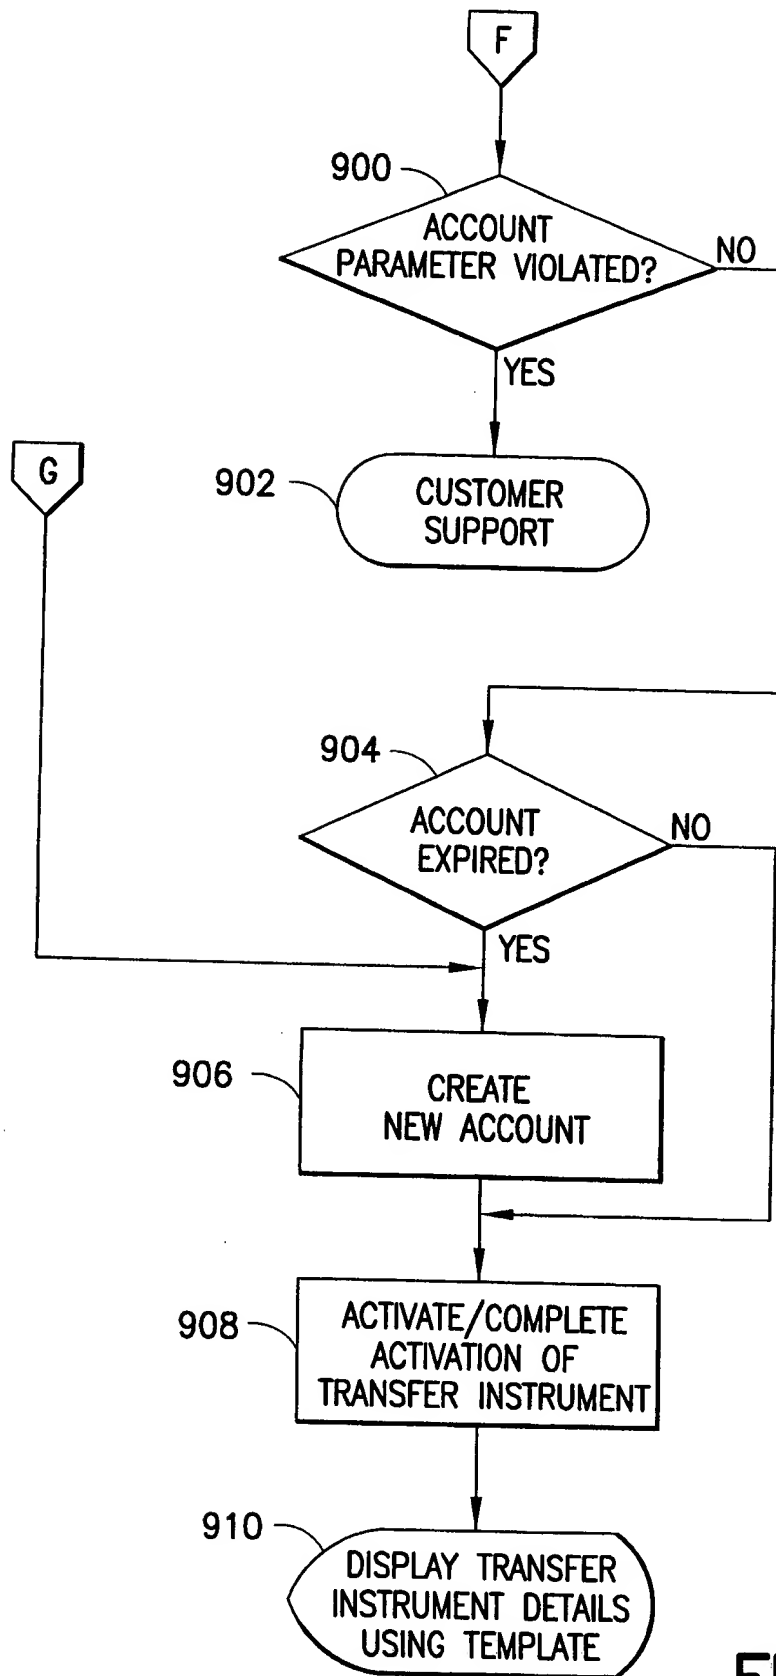 F
900
ACCOUNT
PARAMETER VIOLATED?
NO
YES
G
902
CUSTOMER
SUPPORT
904
ACCOUNT
EXPIRED?
NO
YES
906
CREATE
NEW ACCOUNT
908
ACTIVATE/COMPLETE
ACTIVATION OF
TRANSFER INSTRUMENT
910
DISPLAY TRANSFER
INSTRUMENT DETAILS
USING TEMPLATE